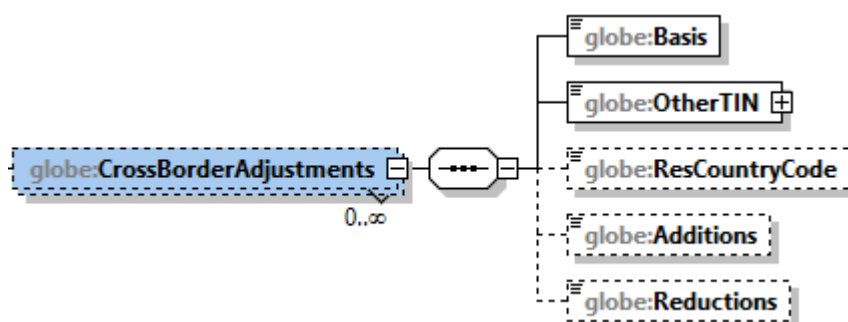 globe:Basis
globe:OtherTIN
globe:CrossBorderAdjustments
0..∞
globe:ResCountryCode
globe:Additions
globe:Reductions